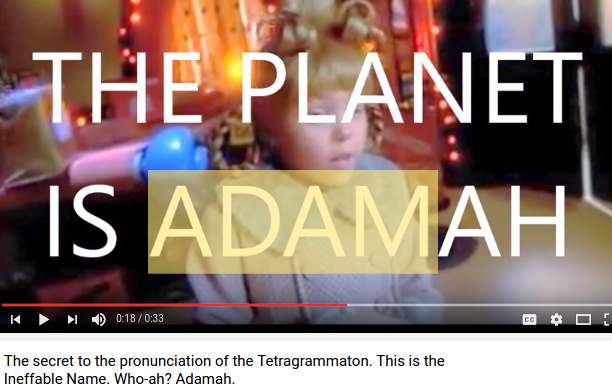 THE PLANET
IS ADAMAH
0:18 / 0:33
CC
The secret to the pronunciation of the Tetragrammaton. This is the
Ineffable Name. Who-ah? Adamah.